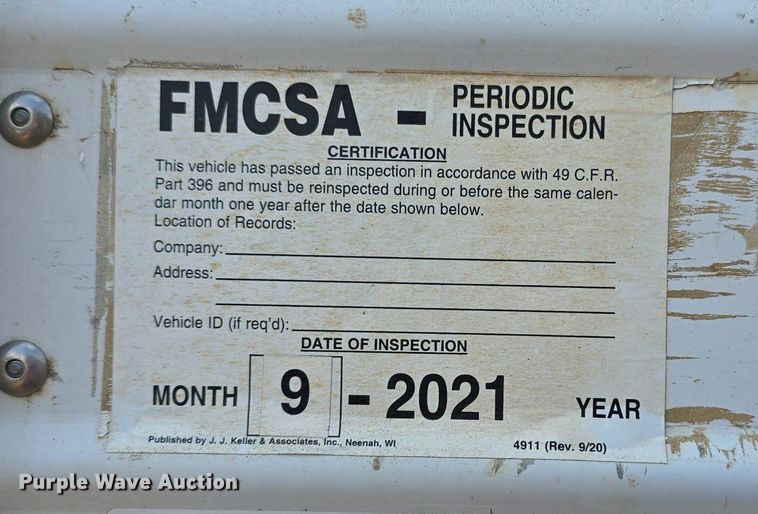 FMCSA - PERIODIC INSPECTION
CERTIFICATION
This vehicle has passed an inspection in accordance with 49 C.F.R.
Part 396 and must be reinspected during or before the same calen-
dar month one year after the date shown below.
Location of Records:
Company:
Address:
Vehicle ID (if req'd):
DATE OF INSPECTION
MONTH 9 - 2021 YEAR
Published by J. J. Keller & Associates, Inc., Neenah, WI 4911 (Rev. 9/20)
Purple Wave Auction